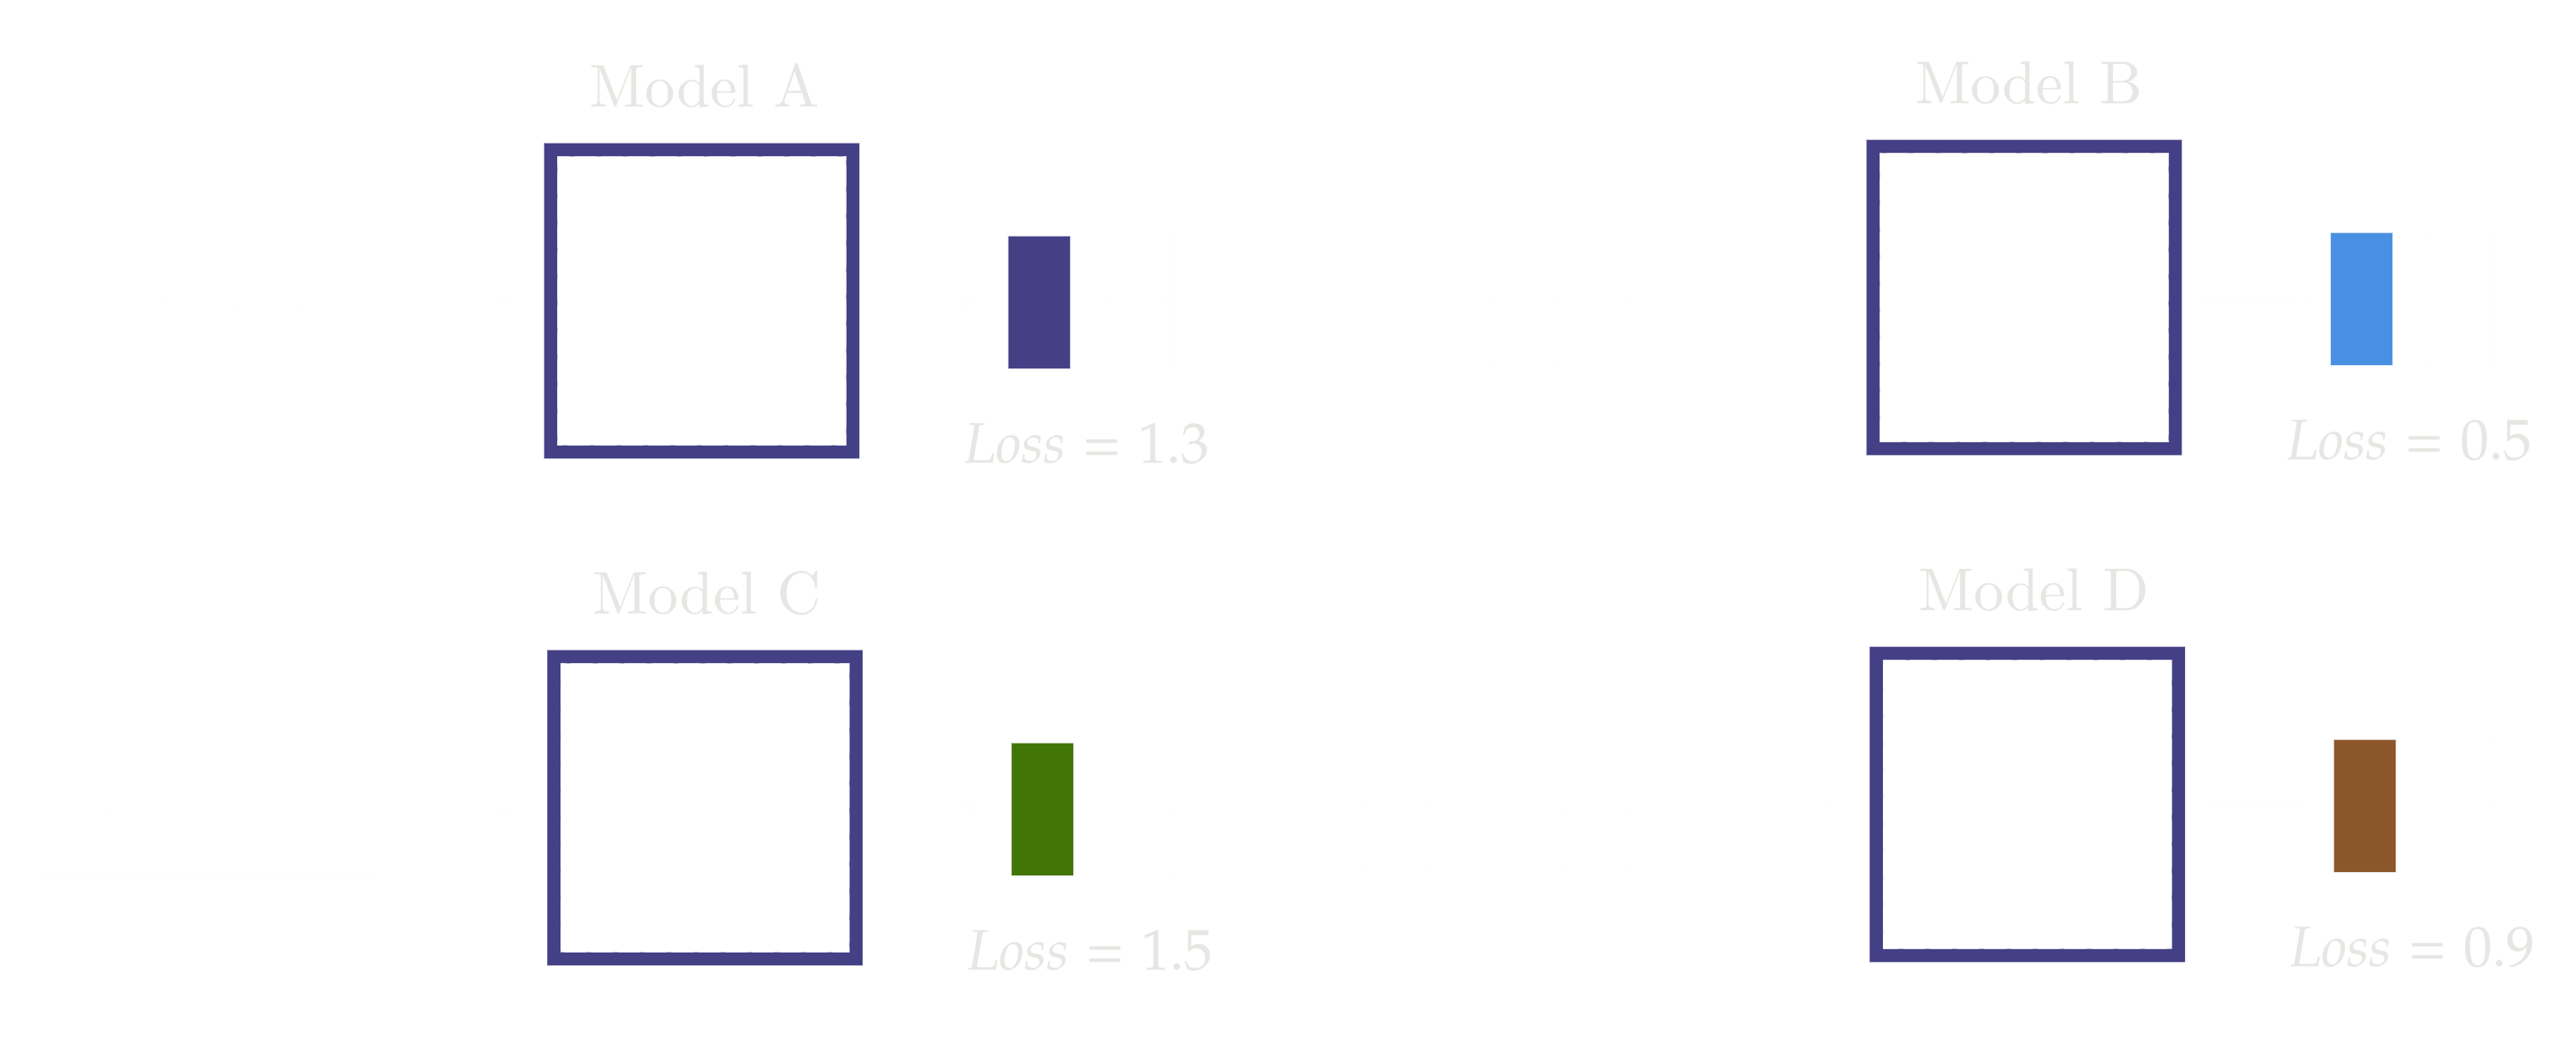 Model A
Model B
Loss = 1.3
Loss = 0.5
Model C
Model D
Loss = 1.5
Loss = 0.9